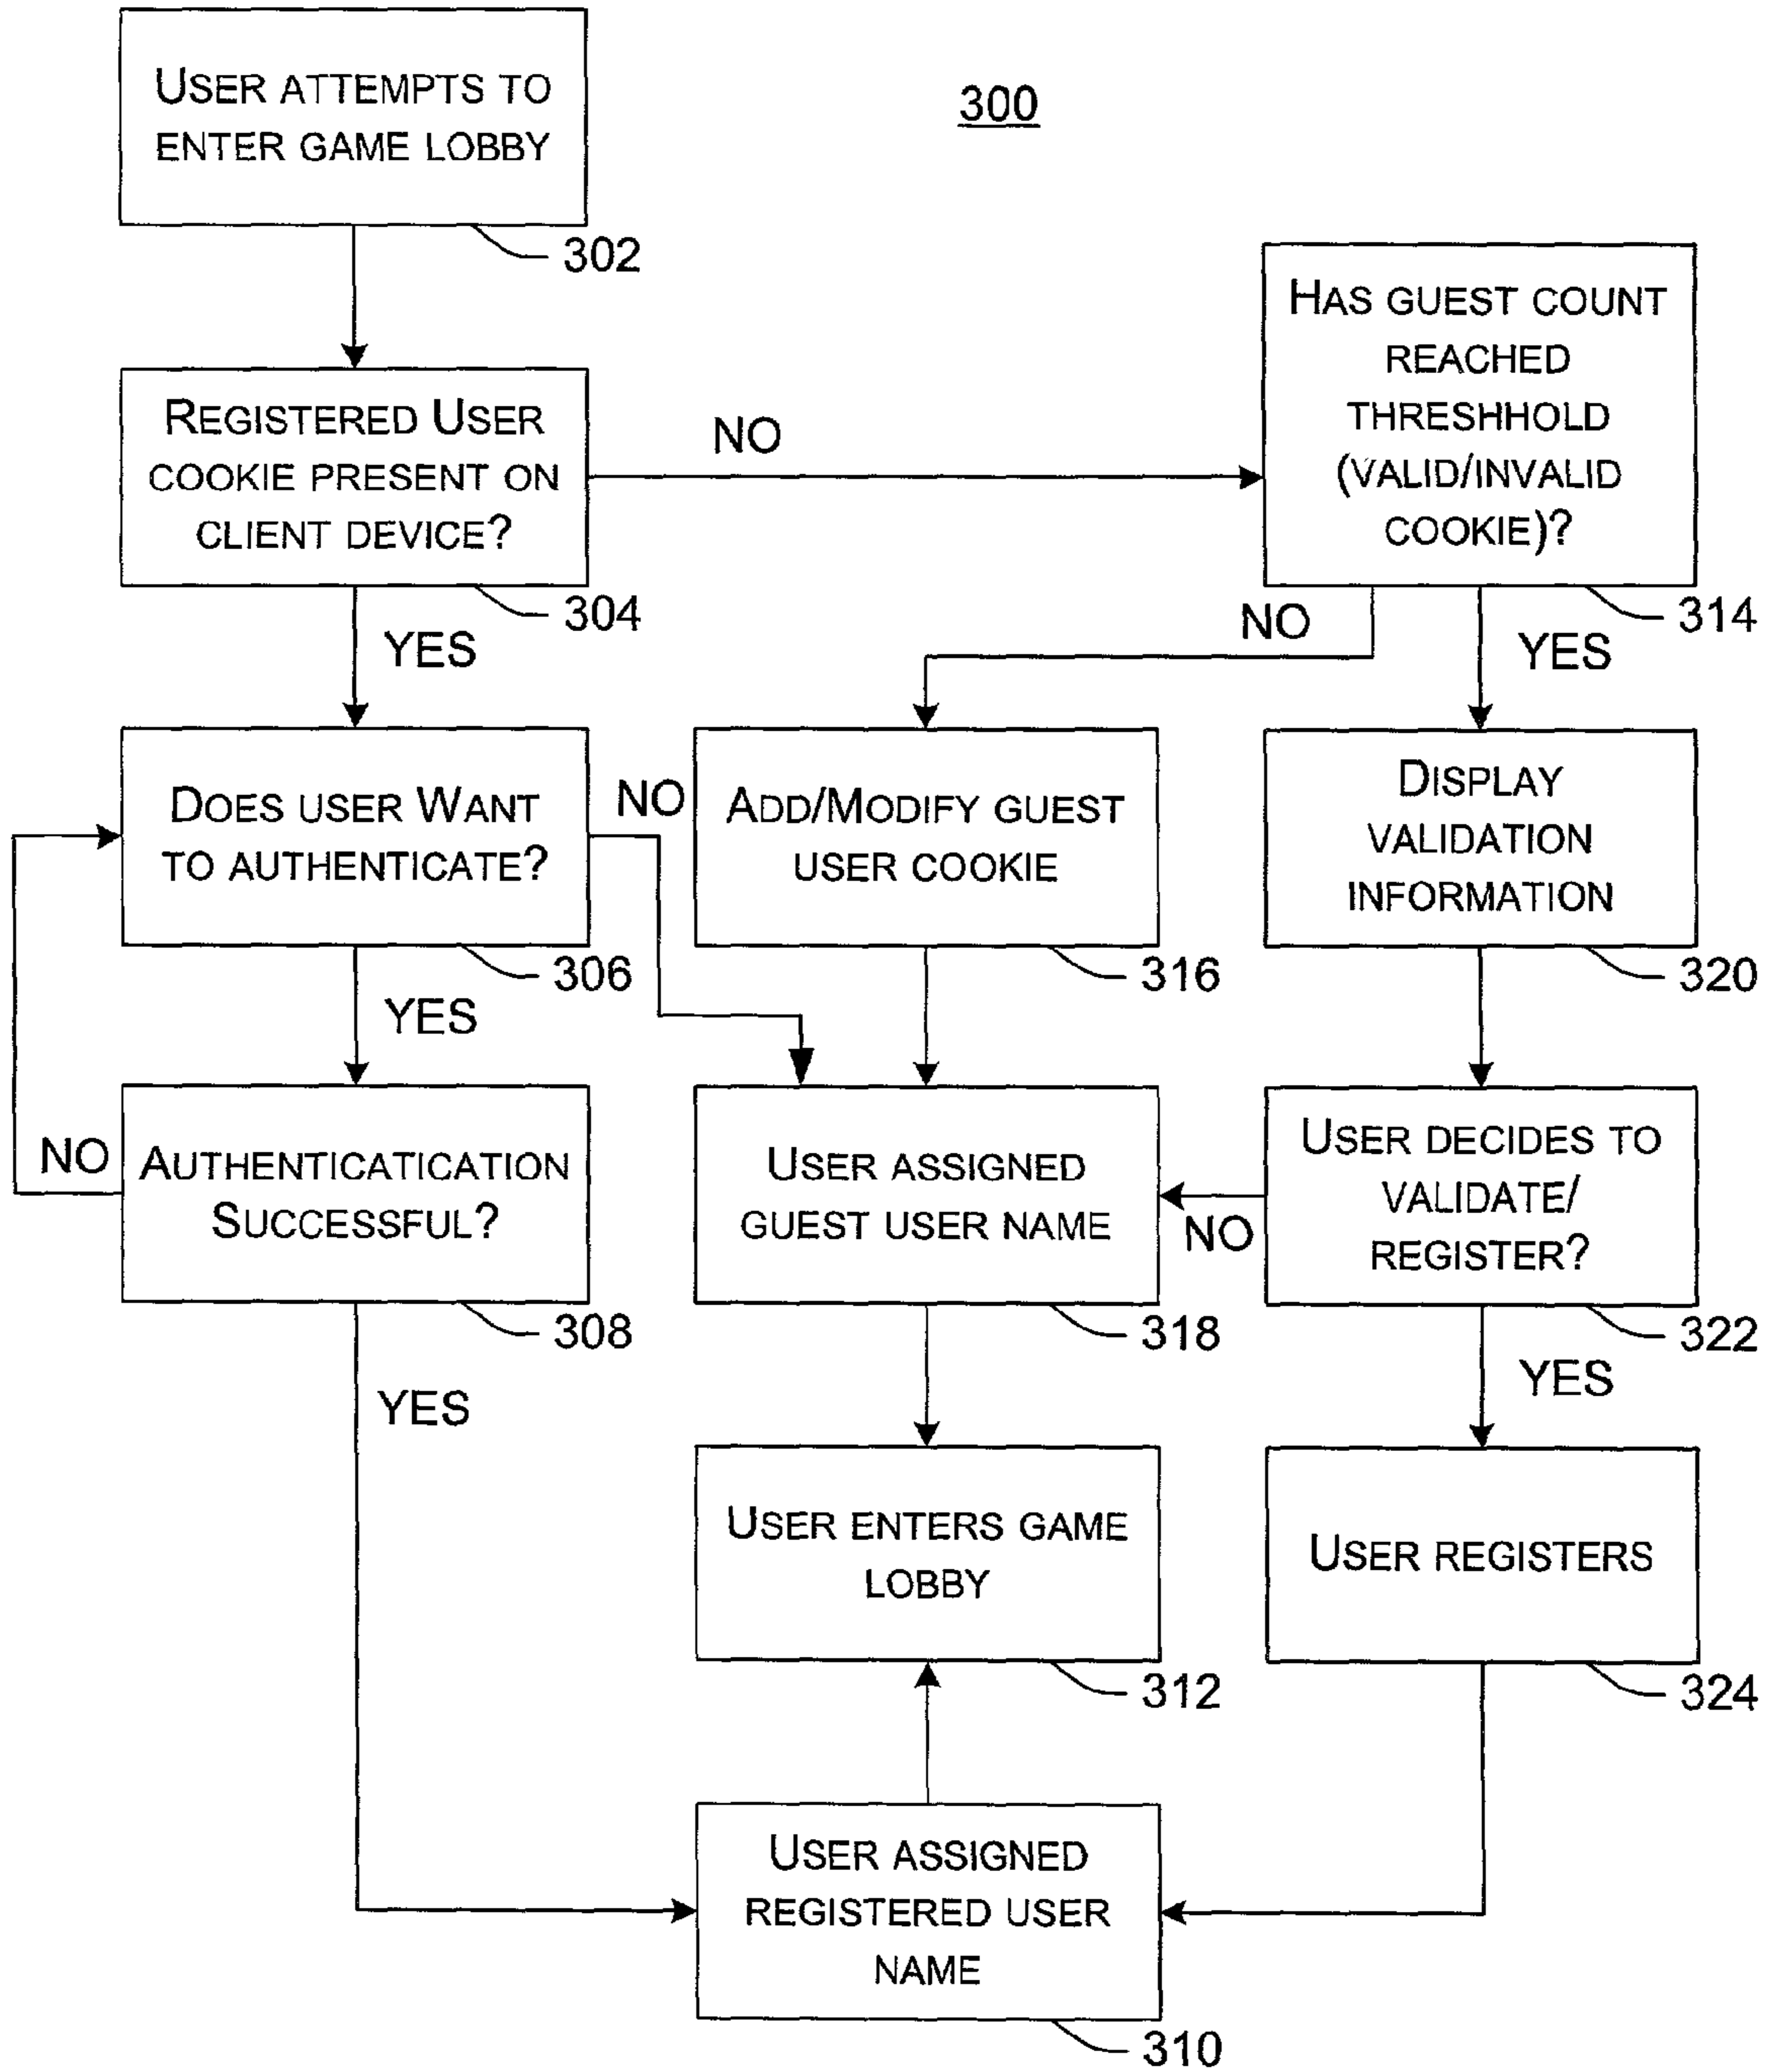 USER ATTEMPTS TO
ENTER GAME LOBBY
302
300
REGISTERED USER
COOKIE PRESENT ON
CLIENT DEVICE?
304
NO
HAS GUEST COUNT
REACHED
THRESHHOLD
(VALID/INVALID
COOKIE)?
314
YES
NO
YES
DOES USER WANT
TO AUTHENTICATE?
306
NO
ADD/MODIFY GUEST
USER COOKIE
316
DISPLAY
VALIDATION
INFORMATION
320
YES
AUTHENTICATICATION
SUCCESSFUL?
308
NO
USER ASSIGNED
GUEST USER NAME
318
NO
USER DECIDES TO
VALIDATE/
REGISTER?
322
YES
YES
USER ENTERS GAME
LOBBY
312
USER REGISTERS
324
USER ASSIGNED
REGISTERED USER
NAME
310